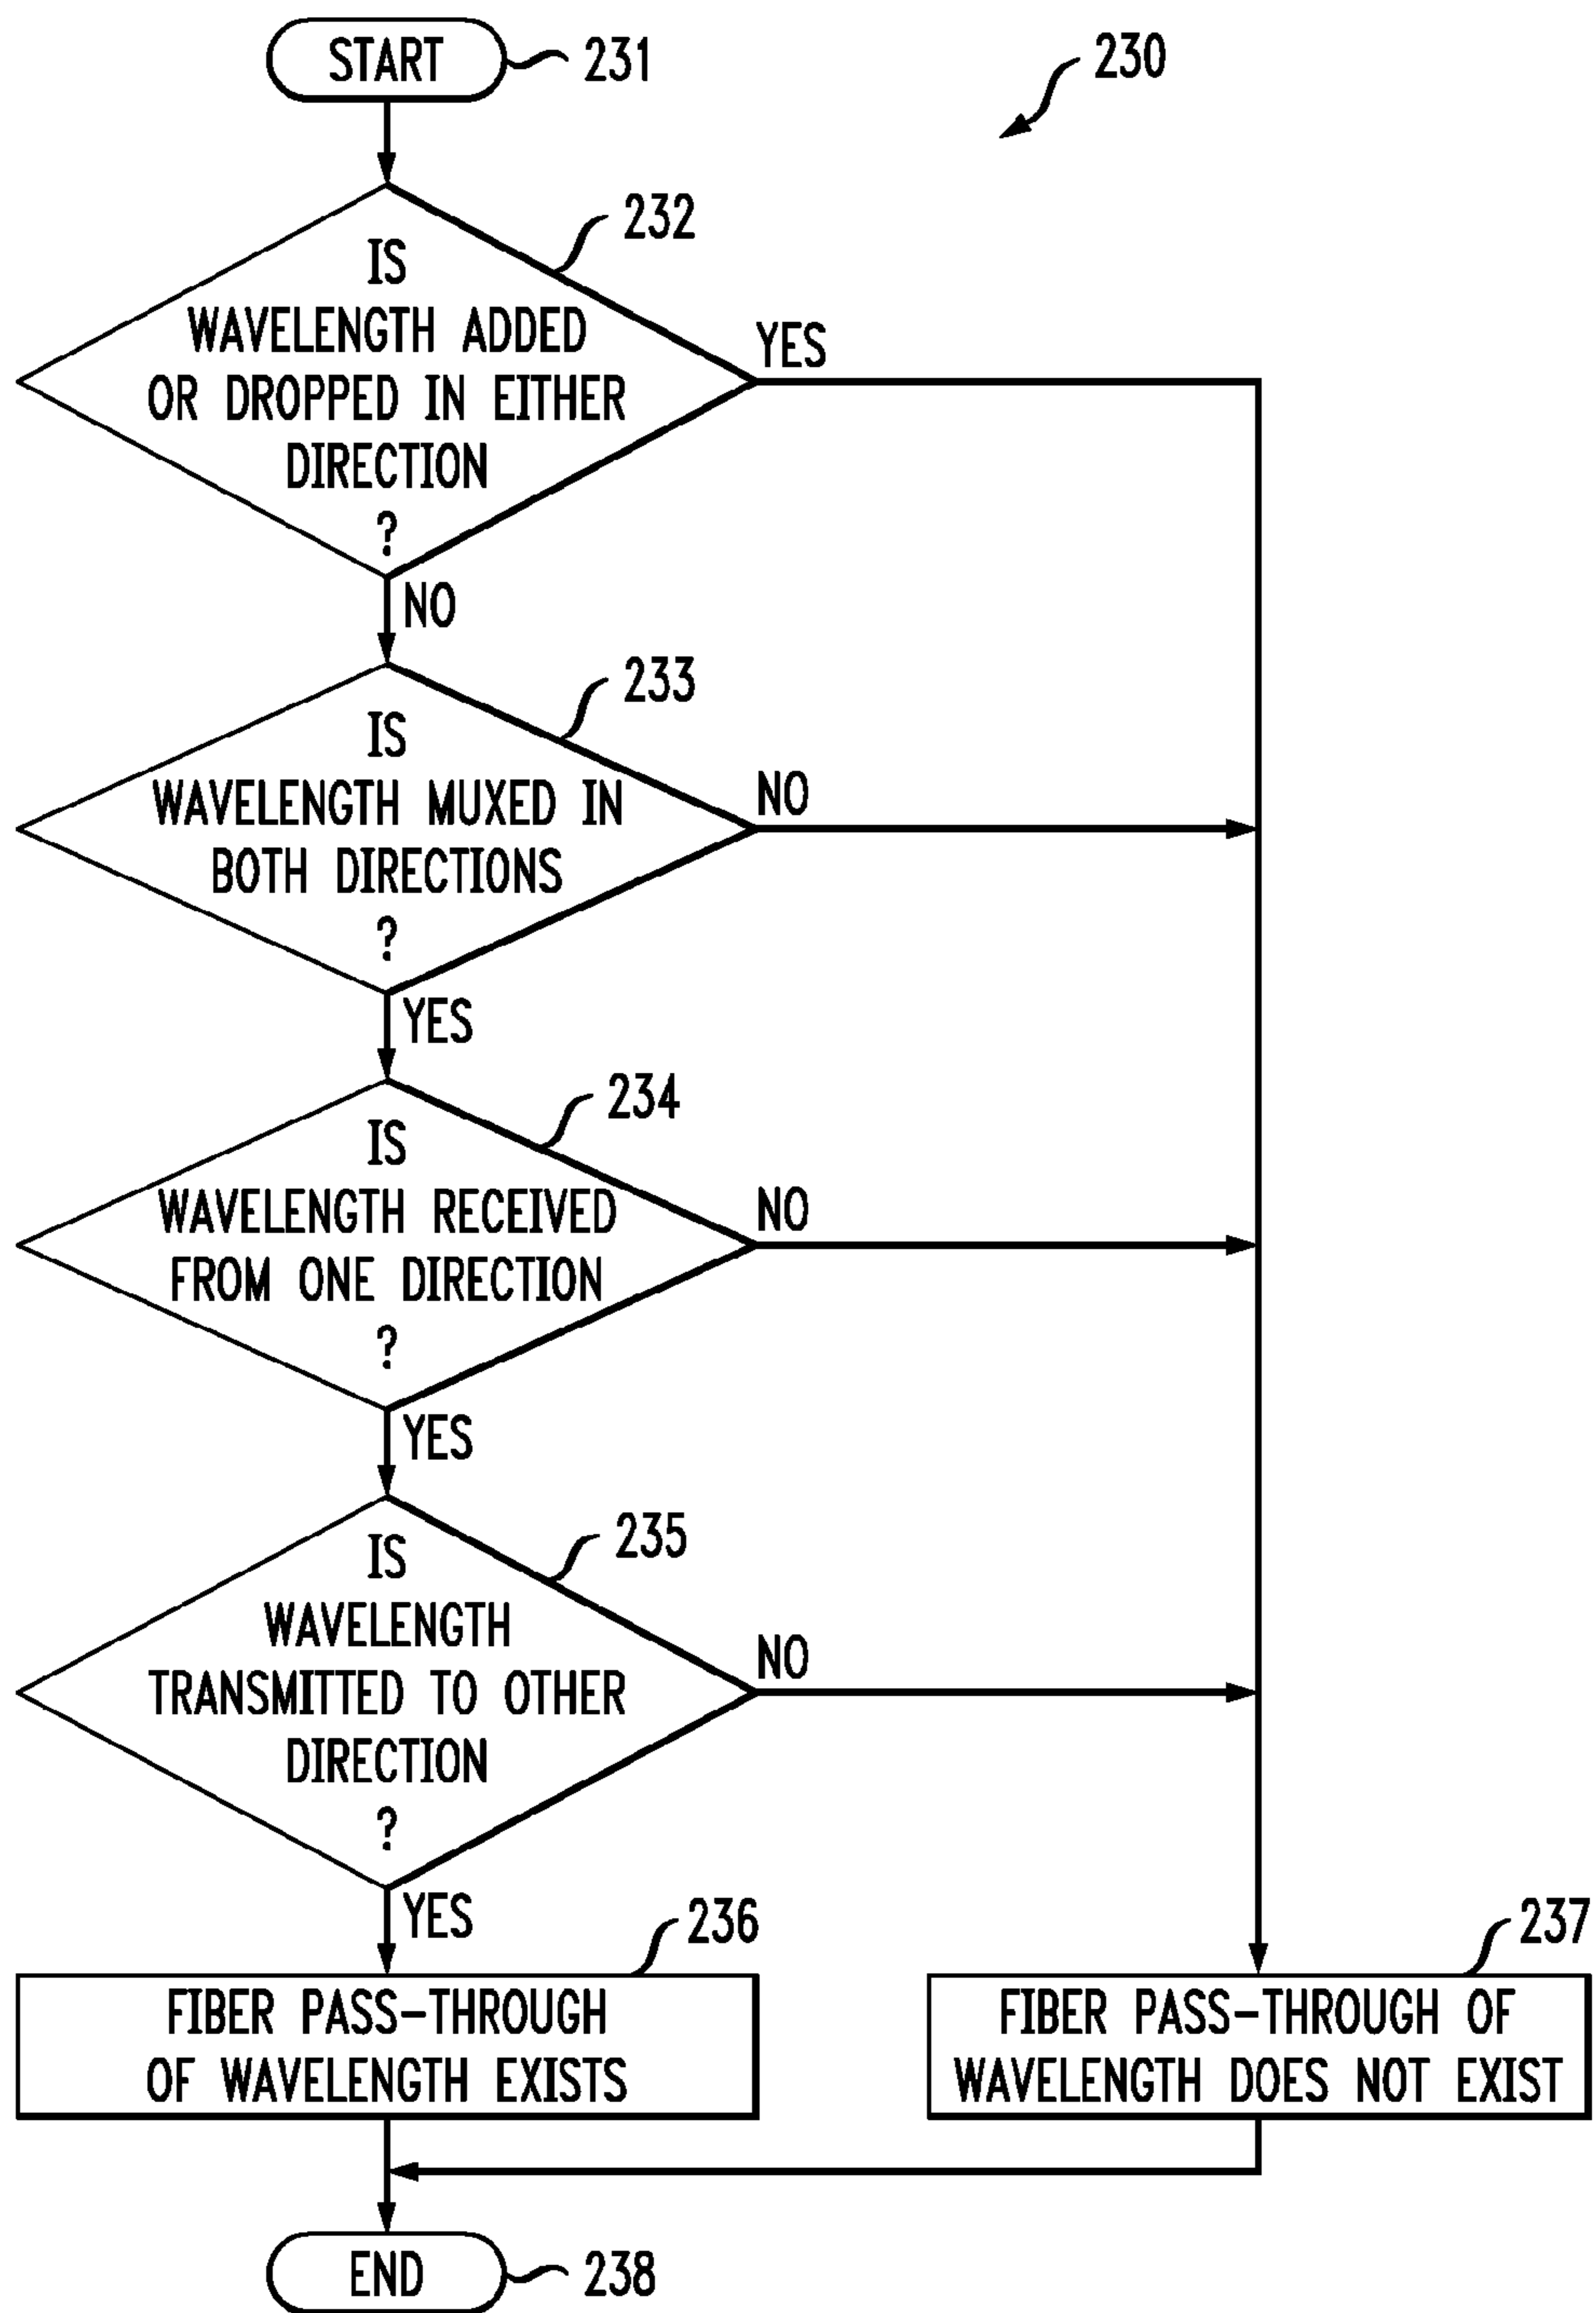 START
231
230
232
IS
WAVELENGTH ADDED
OR DROPPED IN EITHER
DIRECTION
?
YES
NO
233
IS
WAVELENGTH MUXED IN
BOTH DIRECTIONS
?
NO
YES
234
IS
WAVELENGTH RECEIVED
FROM ONE DIRECTION
?
NO
YES
235
IS
WAVELENGTH
TRANSMITTED TO OTHER
DIRECTION
?
NO
YES
236
FIBER PASS-THROUGH
OF WAVELENGTH EXISTS
237
FIBER PASS-THROUGH OF
WAVELENGTH DOES NOT EXIST
END
238